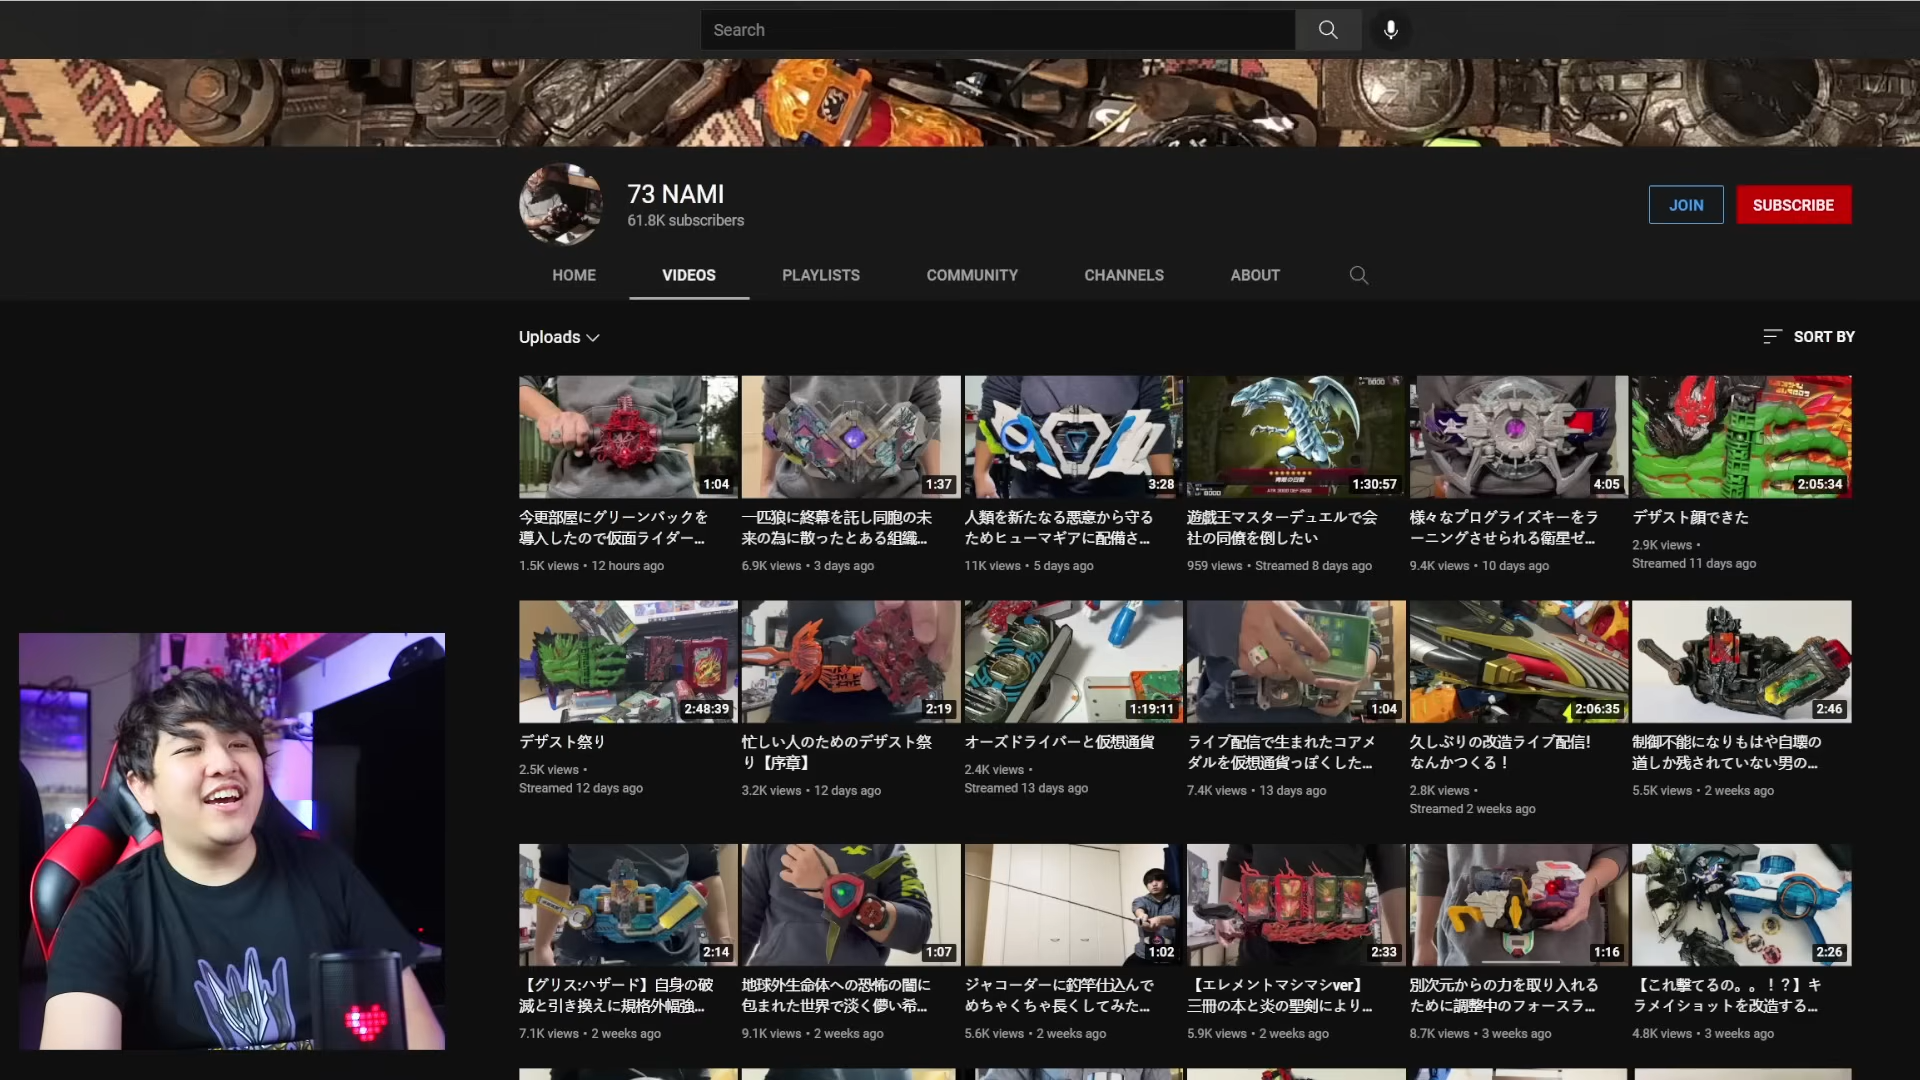 Search
73 NAMI
61.8K subscribers
JOIN
SUBSCRIBE
HOME
VIDEOS
PLAYLISTS
COMMUNITY
CHANNELS
ABOUT
Uploads
SORT BY
1:04
1:37
3:28
1:30:57
4:05
2:05:34
今更部屋にグリーンバックを
導入したので仮面ライダー...
1.5K views • 12 hours ago
一匹狼に終幕を託し同胞の未
来の為に散ったとある組織...
6.9K views • 3 days ago
人類を新たなる悪意から守る
ためヒューマギアに配備さ...
11K views • 5 days ago
遊戯王マスターデュエルで会
社の同僚を倒したい
959 views • Streamed 8 days ago
様々なプログライズキーをラ
ーニングさせられる衛星ゼ...
9.4K views • 10 days ago
デザスト顔できた
2.9K views •
Streamed 11 days ago
2:48:39
2:19
1:19:11
1:04
2:06:35
2:46
デザスト祭り
2.5K views •
Streamed 12 days ago
忙しい人のためのデザスト祭
り【序章】
3.2K views • 12 days ago
オーズドライバーと仮想通貨
2.4K views •
Streamed 13 days ago
ライブ配信で生まれたコアメ
ダルを仮想通貨っぽくした...
7.4K views • 13 days ago
久しぶりの改造ライブ配信！
なんかつくる！
2.8K views •
Streamed 2 weeks ago
制御不能になりもはや自壊の
道しか残されていない男の...
5.5K views • 2 weeks ago
2:14
1:07
1:02
2:33
1:16
2:26
【グリス:ハザード】自身の破
滅と引き換えに規格外幅強...
7.1K views • 2 weeks ago
地球外生命体への恐怖の闇に
包まれた世界で淡く儚い希...
9.1K views • 2 weeks ago
ジャコーダーに釣竿仕込んで
めちゃくちゃ長くしてみた...
5.6K views • 2 weeks ago
【エレメントマシマシver】
三冊の本と炎の聖剣により...
5.9K views • 2 weeks ago
別次元からの力を取り入れる
ために調整中のフォースラ...
8.7K views • 3 weeks ago
【これ撃てるの。。！？】キ
ラメイショットを改造する...
4.8K views • 3 weeks ago